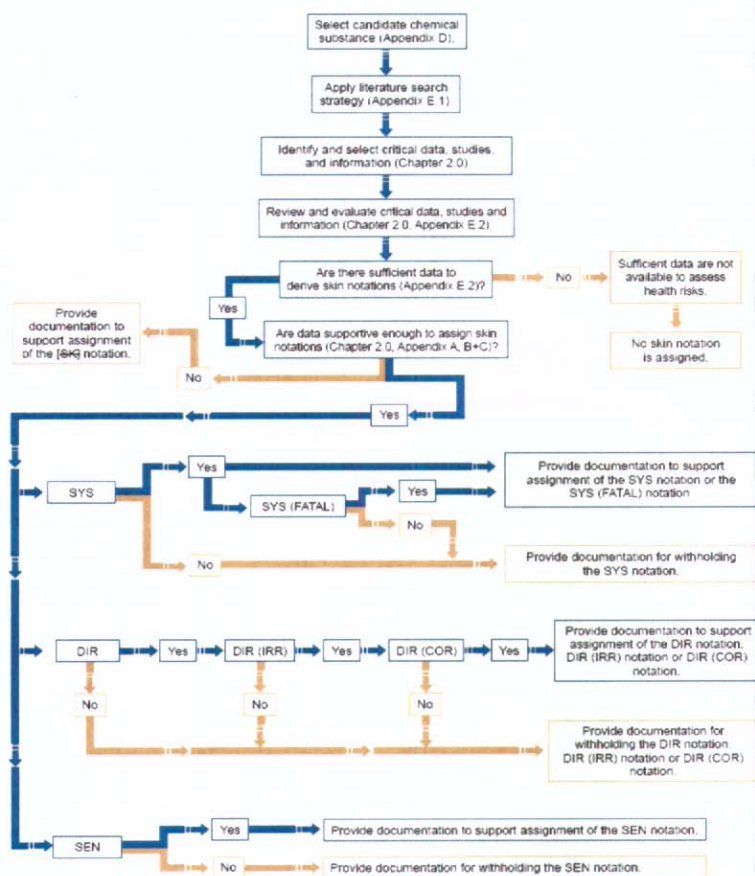 Select candidate chemical
substance (Appendix D).
Apply literature search
strategy (Appendix E.1)
Identify and select critical data, studies,
and information (Chapter 2.0)
Review and evaluate critical data, studies and
information (Chapter 2.0, Appendix E.2)
Are there sufficient data to
derive skin notations (Appendix E.2)?
No
Sufficient data are not
available to assess
health risks.
Yes
Provide
documentation to
support assignment
of the [SK] notation.
Are data supportive enough to assign skin
notations (Chapter 2.0, Appendix A, B+C)?
No skin notation
is assigned.
No
Yes
SYS
Yes
Provide documentation to support
assignment of the SYS notation or the
SYS (FATAL) notation
SYS (FATAL)
Yes
No
No
Provide documentation for withholding
the SYS notation.
DIR
Yes
DIR (IRR)
Yes
DIR (COR)
Yes
Provide documentation to support
assignment of the DIR notation,
DIR (IRR) notation or DIR (COR)
notation.
No
No
No
Provide documentation for
withholding the DIR notation,
DIR (IRR) notation or DIR (COR)
notation.
SEN
Yes
Provide documentation to support assignment of the SEN notation.
No
Provide documentation for withholding the SEN notation.